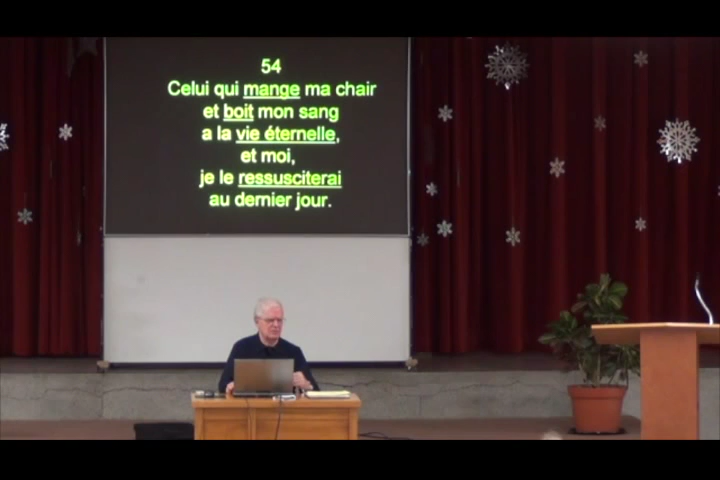 54
Celui qui mange ma chair
et boit mon sang
a la vie éternelle,
et moi,
je le ressusciterai
au dernier jour.